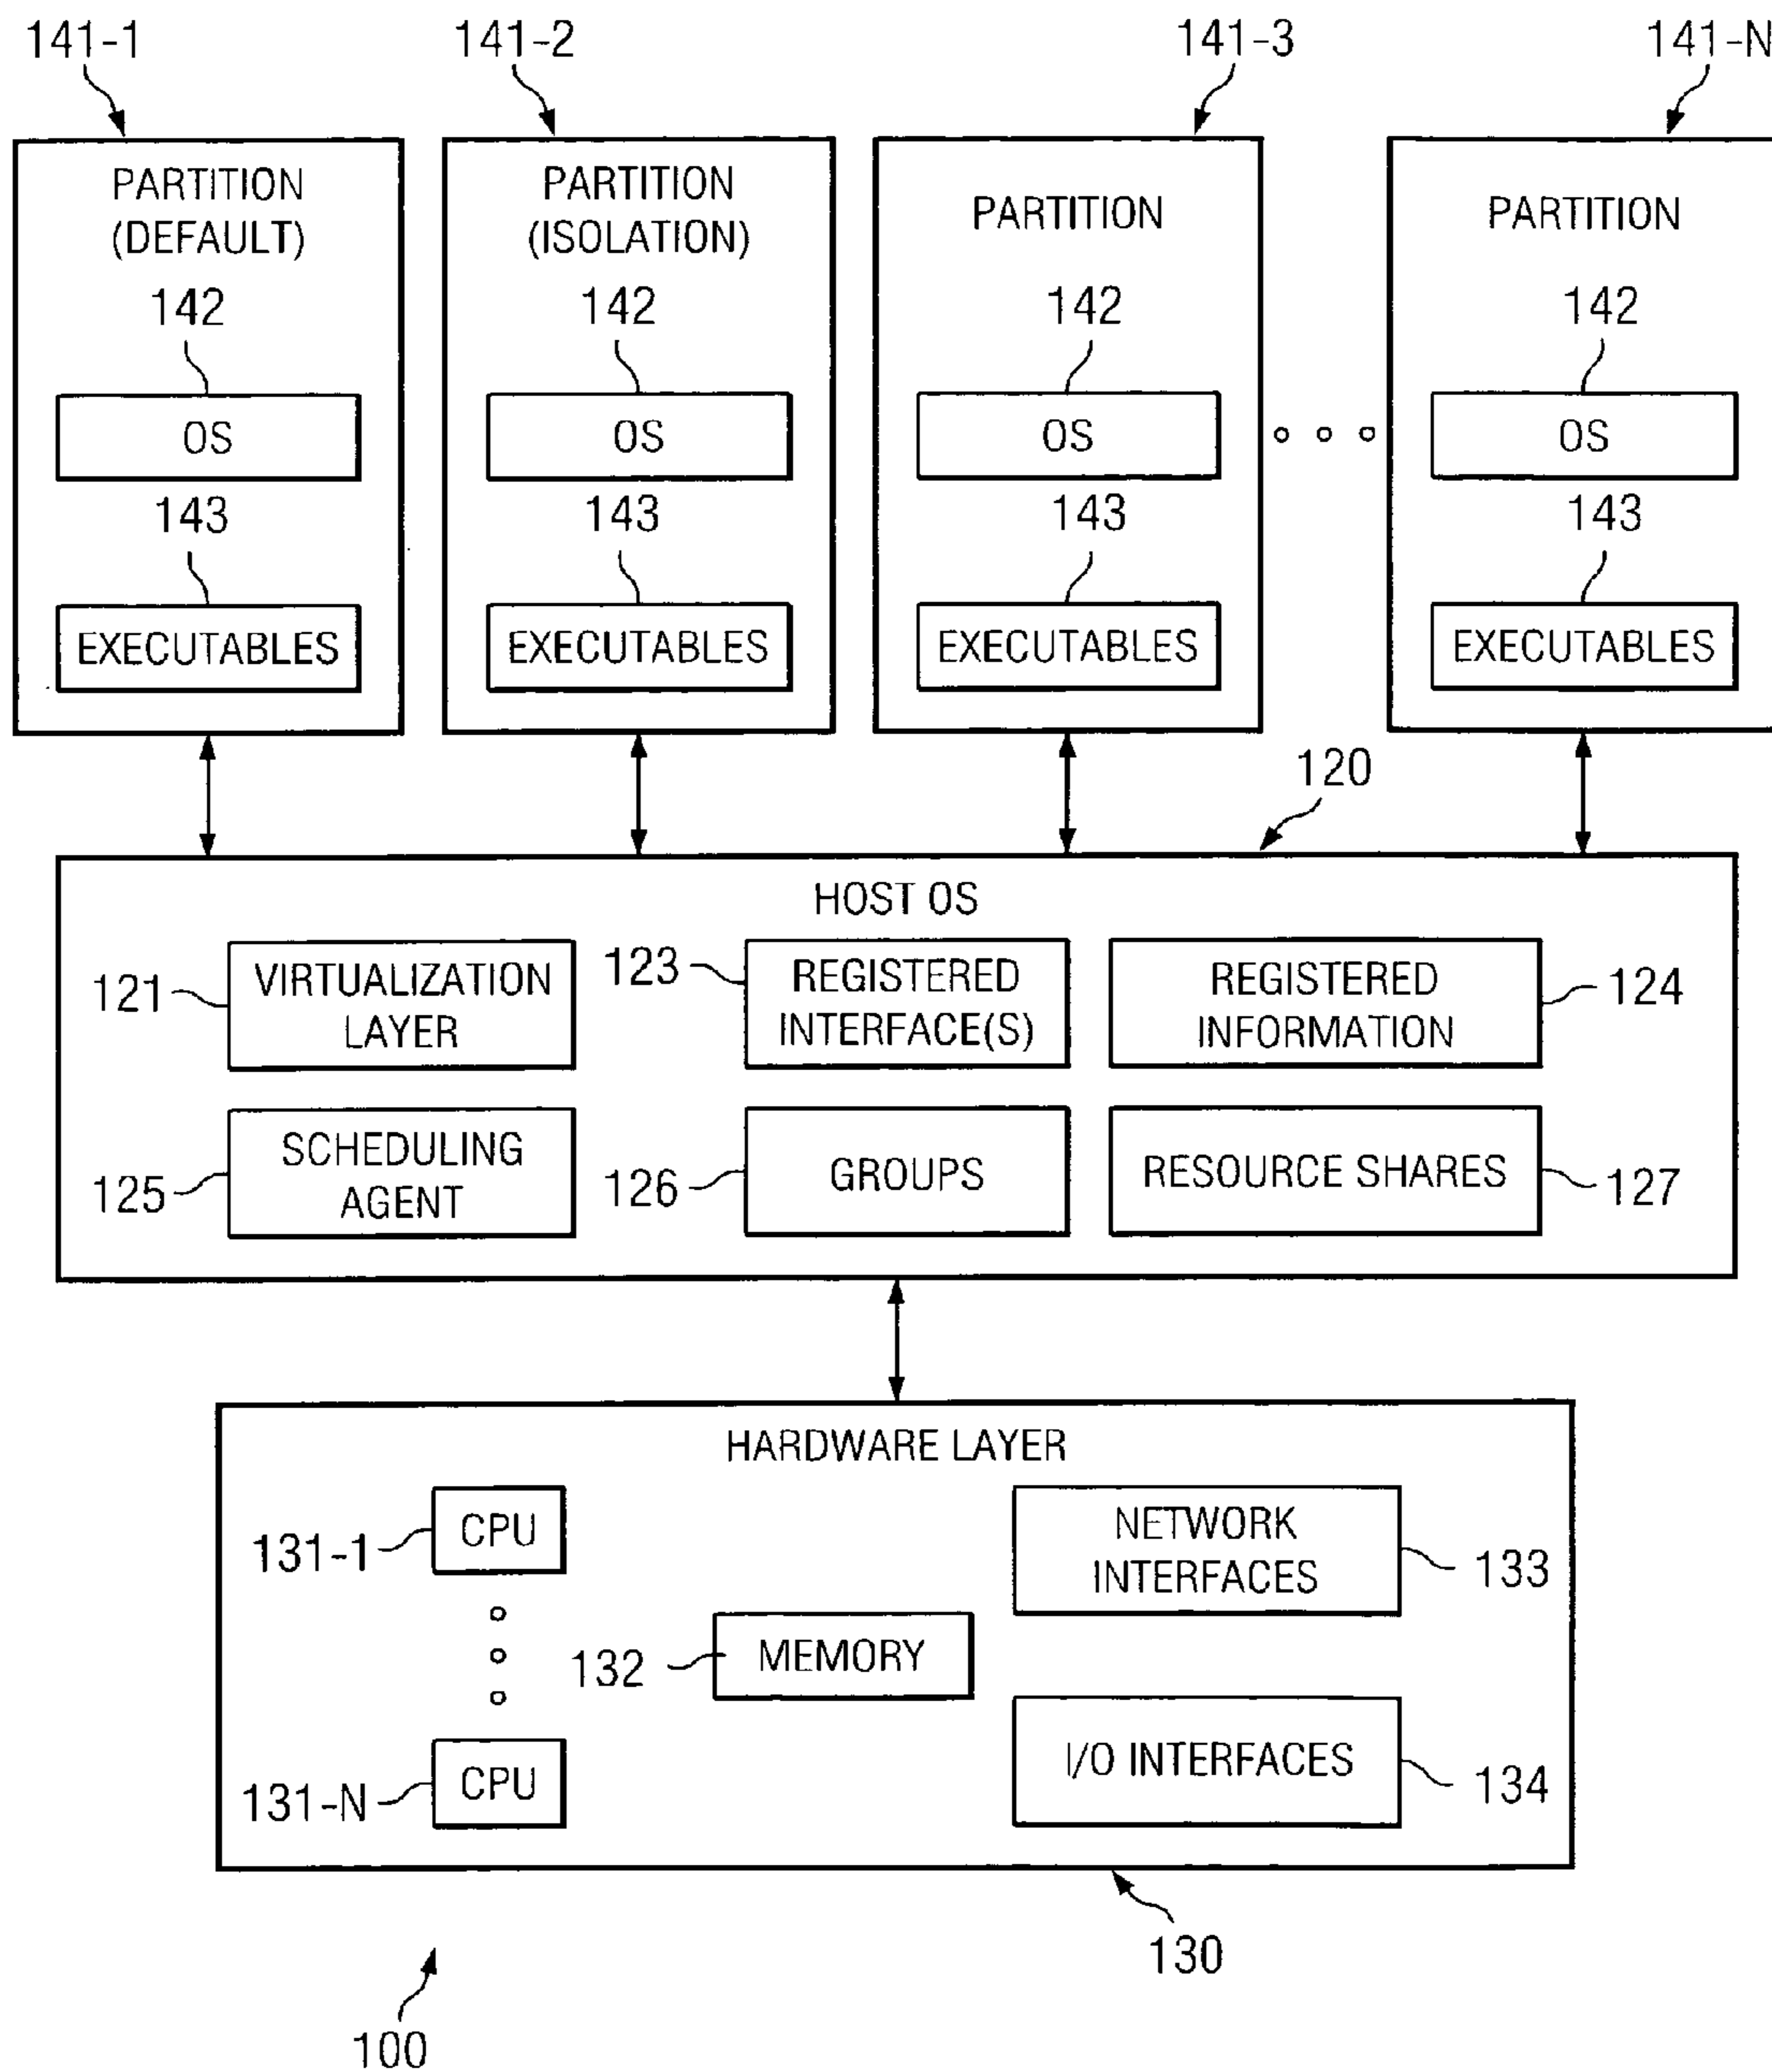 141-1
141-2
141-3
141-N
PARTITION
(DEFAULT)
PARTITION
(ISOLATION)
PARTITION
PARTITION
142
142
142
142
OS
OS
OS
OS
143
143
143
143
EXECUTABLES
EXECUTABLES
EXECUTABLES
EXECUTABLES
120
HOST OS
121
VIRTUALIZATION
LAYER
123
REGISTERED
INTERFACE(S)
REGISTERED
INFORMATION
124
125
SCHEDULING
AGENT
126
GROUPS
RESOURCE SHARES
127
HARDWARE LAYER
131-1
CPU
NETWORK
INTERFACES
133
132
MEMORY
131-N
CPU
I/O INTERFACES
134
130
100